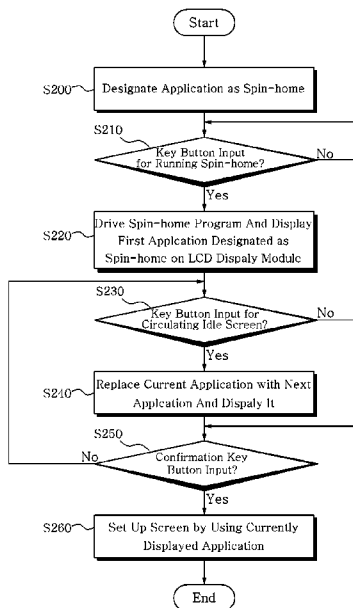 Start
S200
Designate Application as Spin-home
S210
Key Button Input
for Running Spin-home?
No
Yes
S220
Drive Spin-home Program And Display
First Application Designated as
Spin-home on LCD Dispaly Module
S230
Key Button Input for
Circulating Idle Screen?
No
Yes
S240
Replace Current Application with Next
Application And Dispaly It
S250
No
Confirmation Key
Button Input?
Yes
S260
Set Up Screen by Using Currently
Displayed Application
End